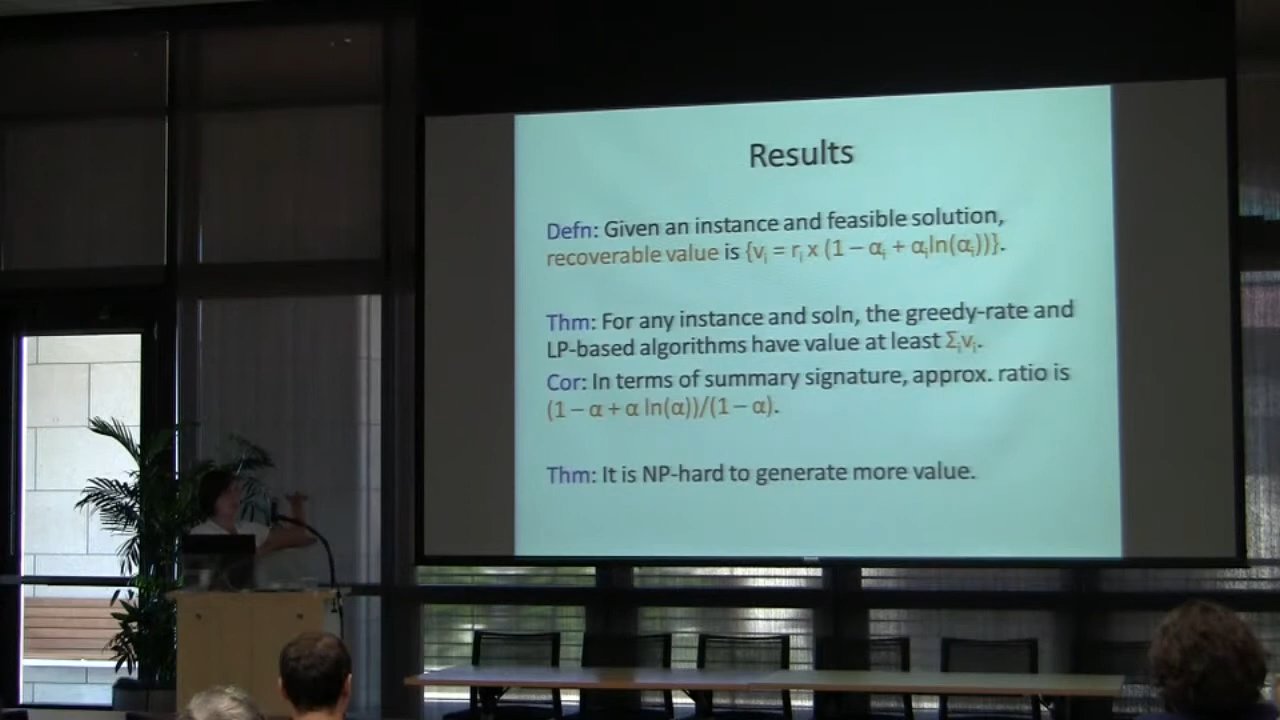 Results
Defn: Given an instance and feasible solution,
recoverable value is {vᵢ = rᵢ x (1 – αᵢ + αᵢln(αᵢ))}.
Thm: For any instance and soln, the greedy-rate and
LP-based algorithms have value at least Σᵢvᵢ.
Cor: In terms of summary signature, approx. ratio is
(1 – α + α ln(α))/(1 – α).
Thm: It is NP-hard to generate more value.